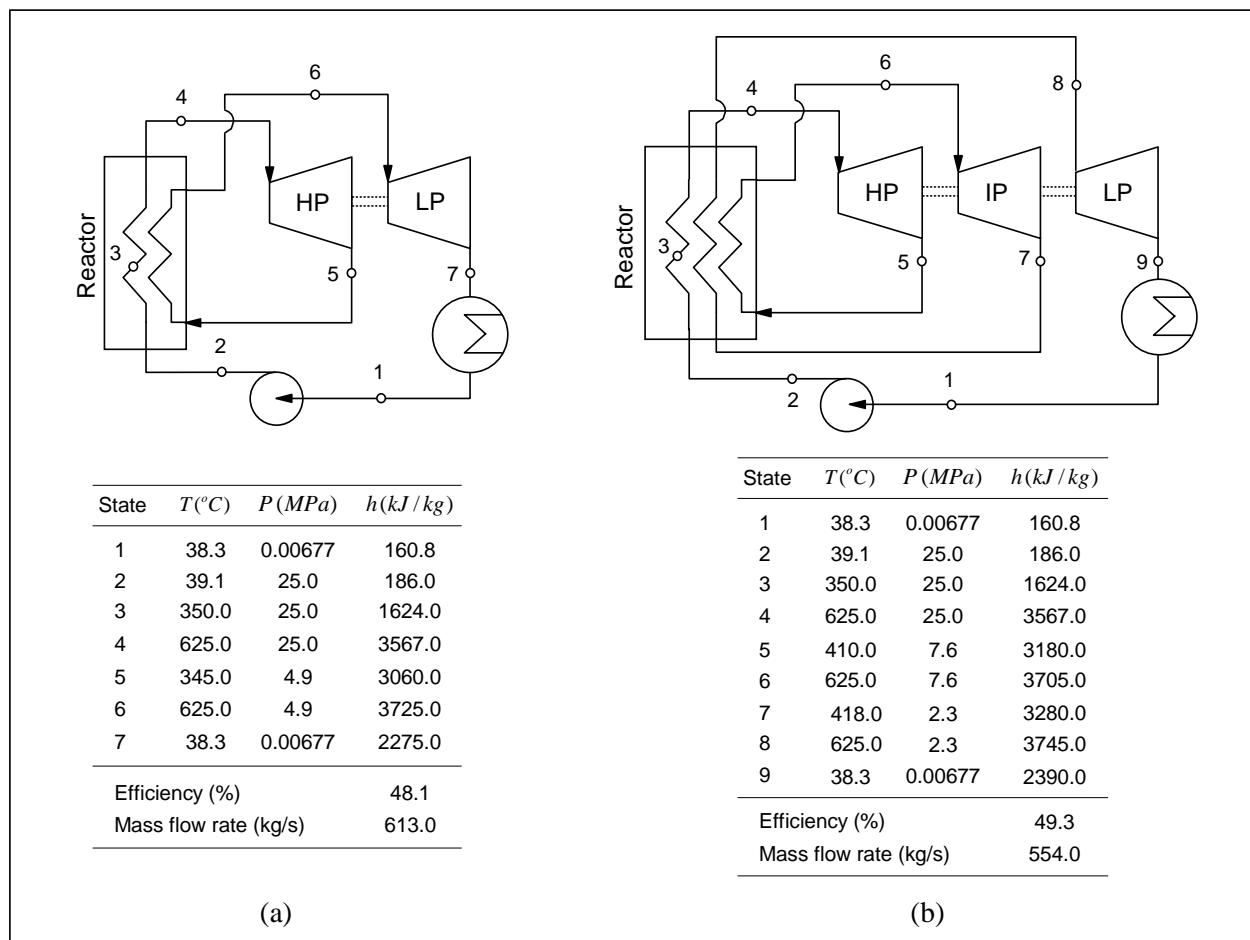 6
4
Reactor
HP
LP
3
5
7
2
1
State T(°C) P(MPa) h(kJ/kg)
1 38.3 0.00677 160.8
2 39.1 25.0 186.0
3 350.0 25.0 1624.0
4 625.0 25.0 3567.0
5 345.0 4.9 3060.0
6 625.0 4.9 3725.0
7 38.3 0.00677 2275.0
Efficiency (%) 48.1
Mass flow rate (kg/s) 613.0
(a)
6
4
8
Reactor
HP
IP
LP
3
5
7
9
2
1
State T(°C) P(MPa) h(kJ/kg)
1 38.3 0.00677 160.8
2 39.1 25.0 186.0
3 350.0 25.0 1624.0
4 625.0 25.0 3567.0
5 410.0 7.6 3180.0
6 625.0 7.6 3705.0
7 418.0 2.3 3280.0
8 625.0 2.3 3745.0
9 38.3 0.00677 2390.0
Efficiency (%) 49.3
Mass flow rate (kg/s) 554.0
(b)